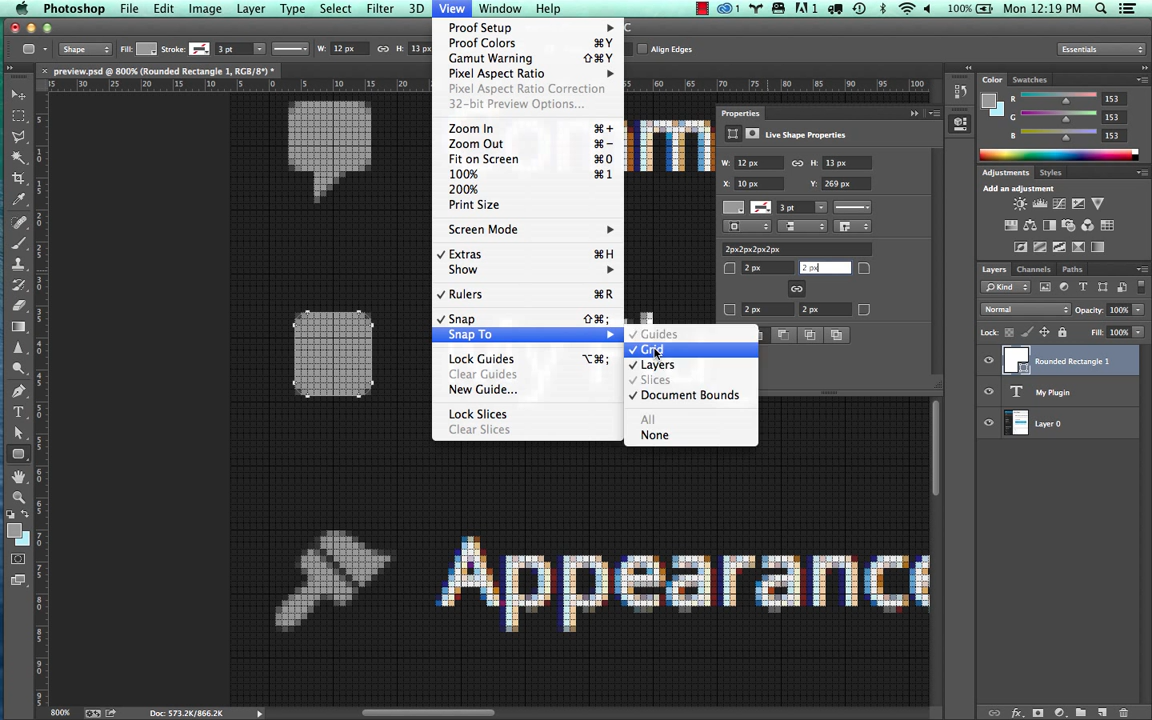 Photoshop File Edit Image Layer Type Select Filter 3D View Window Help 1 100% Mon 12:19 PM
C
Shape Fill: Stroke: 3 pt W: 12 px H: 13 px Align Edges Essentials
preview.psd @ 800% (Rounded Rectangle 1, RGB/8*) *
Proof Setup
Proof Colors ⌘Y
Gamut Warning ⇧⌘Y
Pixel Aspect Ratio
Pixel Aspect Ratio Correction
32-bit Preview Options...
Zoom In ⌘+
Zoom Out ⌘−
Fit on Screen ⌘0
100% ⌘1
200%
Print Size
Screen Mode
✓ Extras ⌘H
Show
✓ Rulers ⌘R
✓ Snap ⇧⌘;
Snap To
Lock Guides ⌥⌘;
Clear Guides
New Guide...
Lock Slices
Clear Slices
✓ Guides
✓ Grid
✓ Layers
✓ Slices
✓ Document Bounds
All
None
Properties
Live Shape Properties
W: 12 px H: 13 px
X: 10 px Y: 269 px
3 pt
2px2px2px2px
2 px 2 px
2 px 2 px
Color Swatches
R 153
G 153
B 153
Adjustments Styles
Add an adjustment
Layers Channels Paths
Kind
Normal Opacity: 100%
Lock: Fill: 100%
Rounded Rectangle 1
My Plugin
Layer 0
Appearance
800% Doc: 573.2K/866.2K